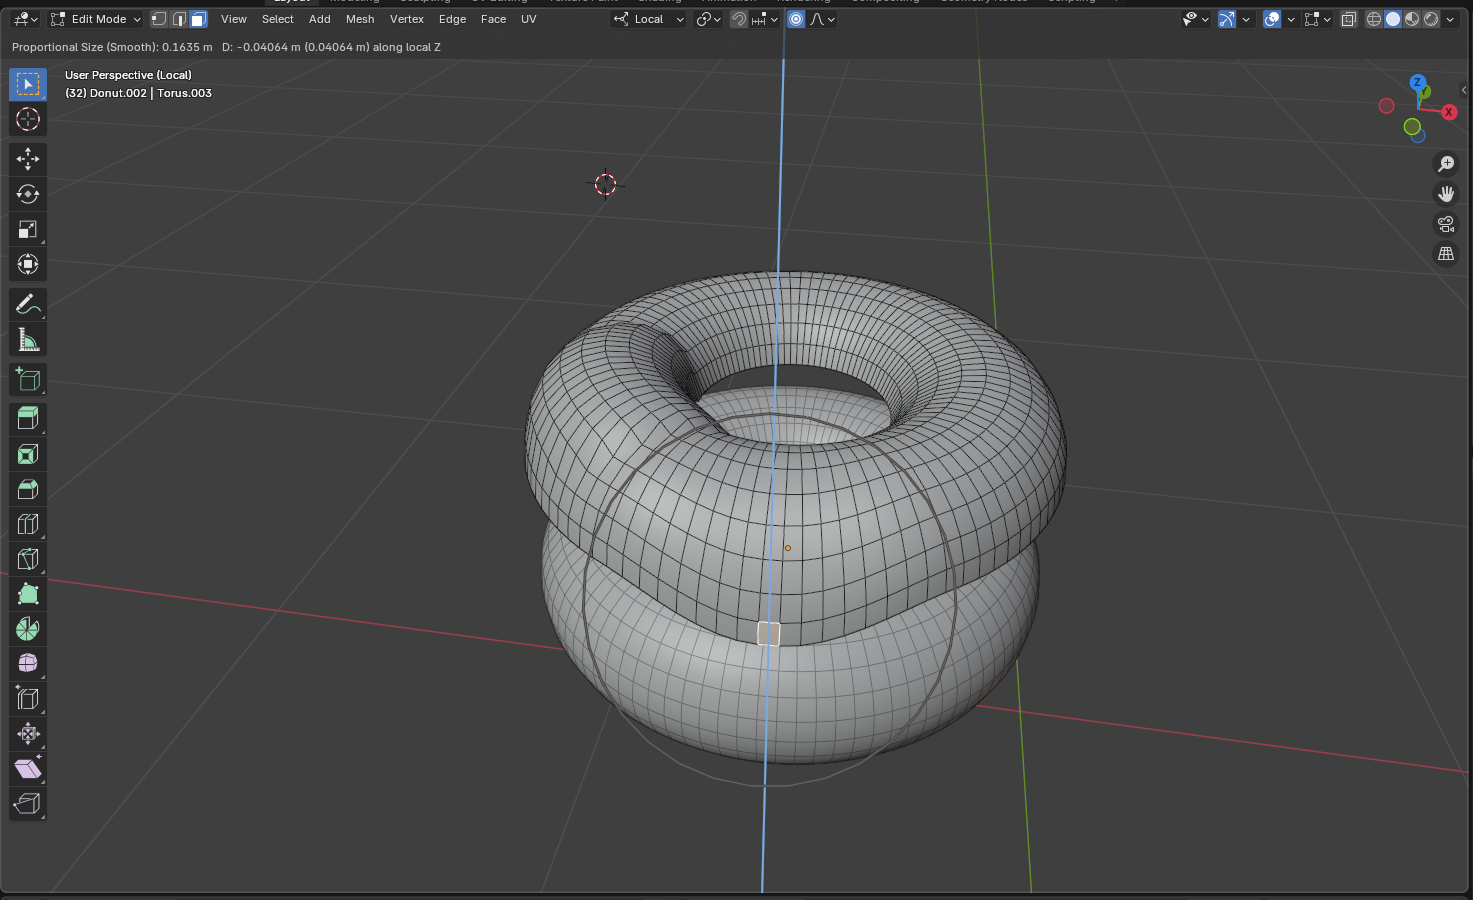 Edit Mode
View Select Add Mesh Vertex Edge Face UV
Local
Proportional Size (Smooth): 0.1635 m D: -0.04064 m (0.04064 m) along local Z
User Perspective (Local)
(32) Donut.002 | Torus.003
Z
X